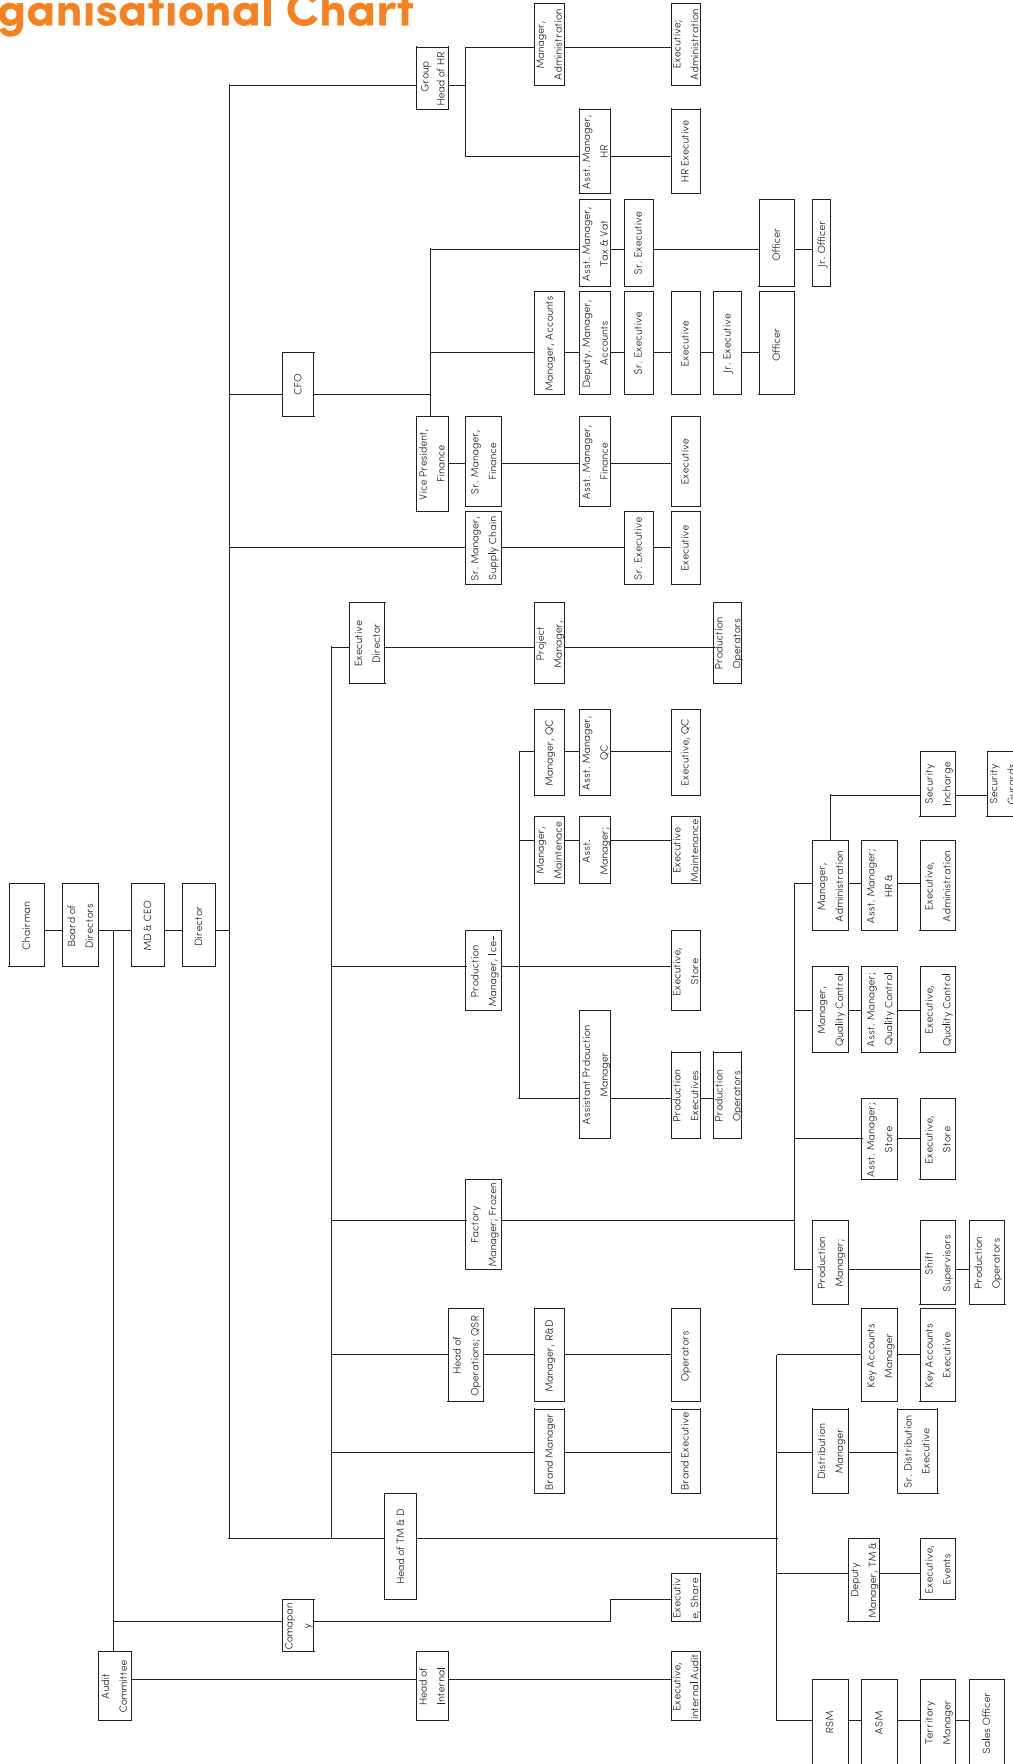 ganisational Chart
Chairman
Board of
Directors
MD & CEO
Director
Audit
Committee
Comapan
y
Head of
Internal
Executive,
internal Audit
Executiv
e, Share
Head of TM & D
RSM
ASM
Territory
Manager
Sales Officer
Deputy
Manager, TM &
Executive,
Events
Distribution
Manager
Sr. Distribution
Executive
Key Accounts
Manager
Key Accounts
Executive
Brand Manager
Brand Executive
Head of
Operations; QSR
Manager, R&D
Operators
Factory
Manager; Frozen
Production
Manager;
Shift
Supervisors
Production
Operators
Asst. Manager;
Store
Executive,
Store
Manager,
Quality Control
Asst. Manager;
Quality Control
Executive,
Quality Control
Manager,
Administration
Asst. Manager;
HR &
Executive,
Administration
Security
Incharge
Security
Production
Manager, Ice-
Assistant Prdouction
Manager
Production
Executives
Production
Operators
Executive,
Store
Manager,
Maintenace
Asst.
Manager;
Executive
Maintenance
Manager, QC
Asst. Manager,
QC
Executive, QC
Executive
Director
Project
Manager,
Production
Operators
Sr. Manager,
Supply Chain
Sr. Executive
Executive
CFO
Vice President,
Finance
Sr. Manager,
Finance
Asst. Manager,
Finance
Executive
Manager, Accounts
Deputy. Manager,
Accounts
Sr. Executive
Executive
Jr. Executive
Officer
Asst. Manager,
Tax & Vat
Sr. Executive
Officer
Jr. Officer
Group
Head of HR
Asst. Manager,
HR
HR Executive
Manager,
Administration
Executive;
Administration